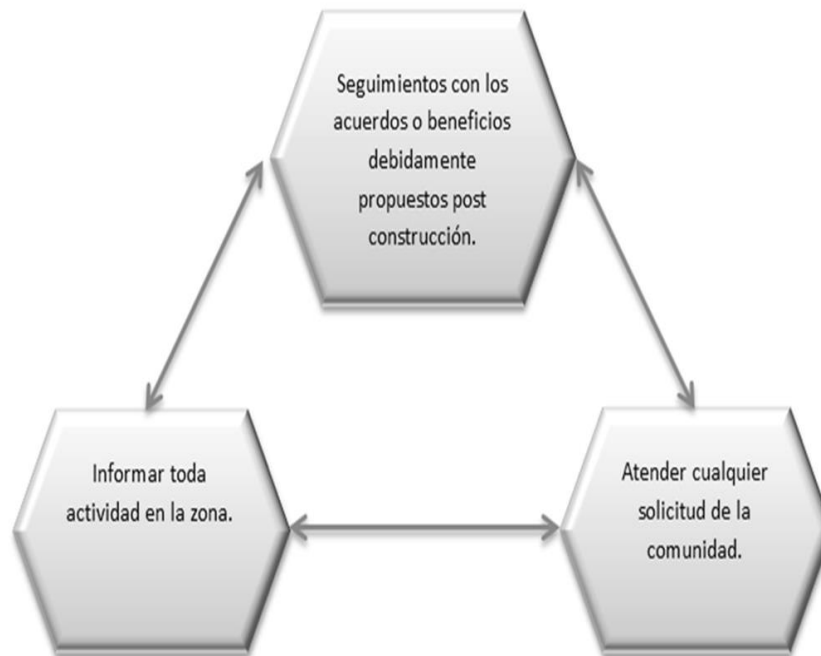 Seguimientos con los
acuerdos o beneficios
debidamente
propuestos post
construcción.
Informar toda
actividad en la zona.
Atender cualquier
solicitud de la
comunidad.